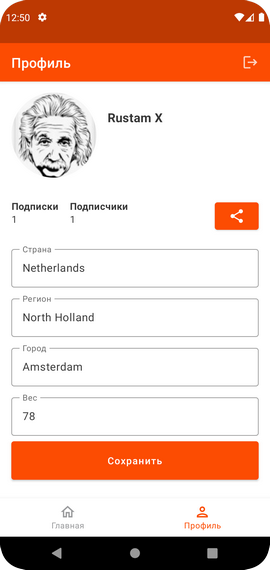 12:50
Профиль
Rustam X
Подписки Подписчики
1 1
Страна
Netherlands
Регион
North Holland
Город
Amsterdam
Вес
78
Сохранить
Главная Профиль